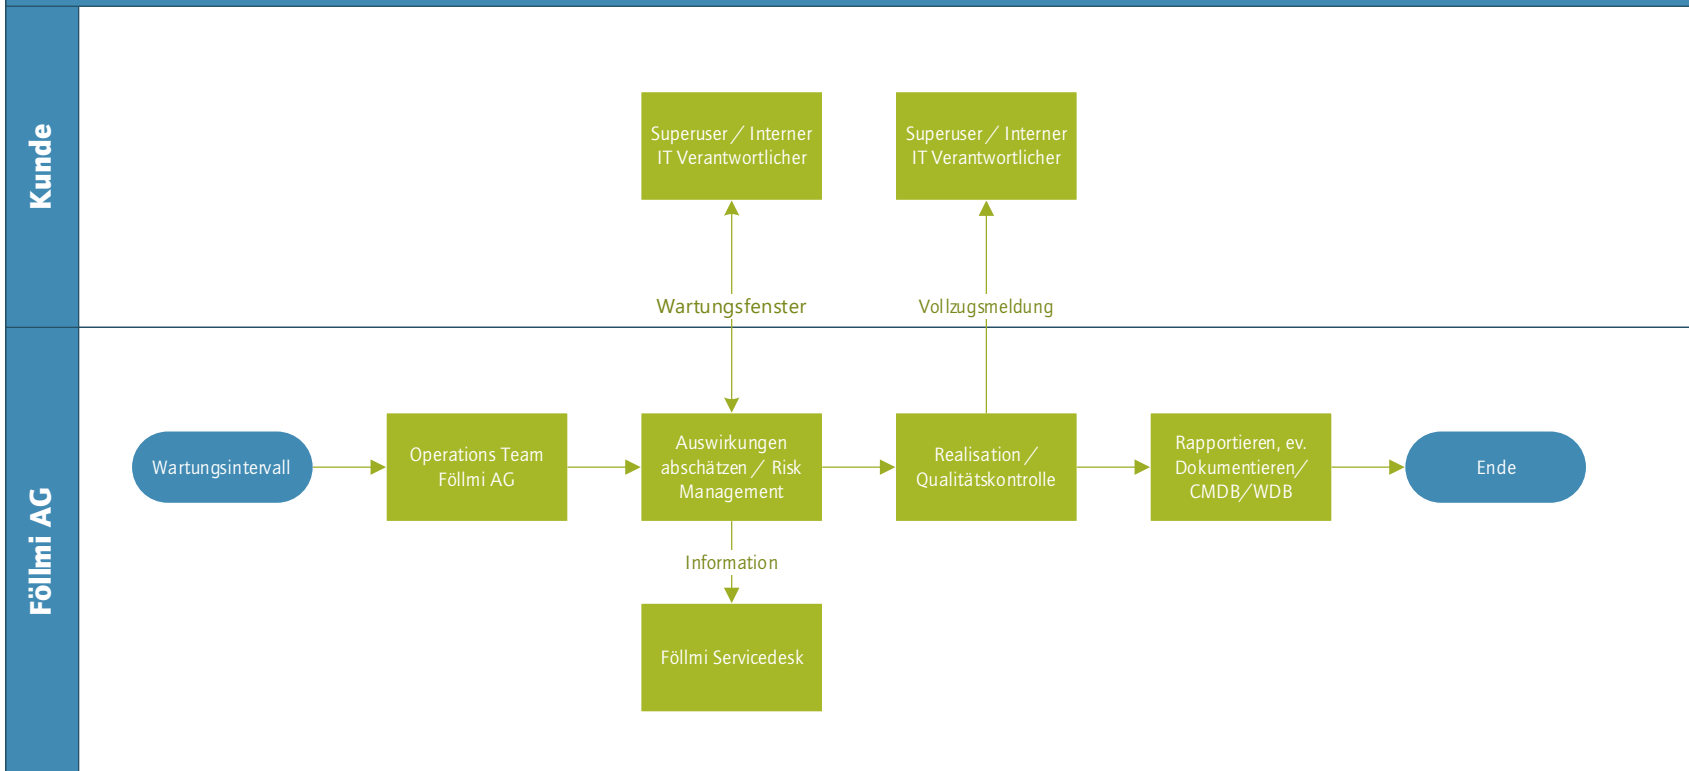 Kunde
Superuser / Interner
IT Verantwortlicher
Superuser / Interner
IT Verantwortlicher
Wartungsfenster
Vollzugsmeldung
Föllmi AG
Wartungsintervall
Operations Team
Föllmi AG
Auswirkungen
abschätzen / Risk
Management
Realisation /
Qualitätskontrolle
Rapportieren, ev.
Dokumentieren/
CMDB/WDB
Ende
Information
Föllmi Servicedesk